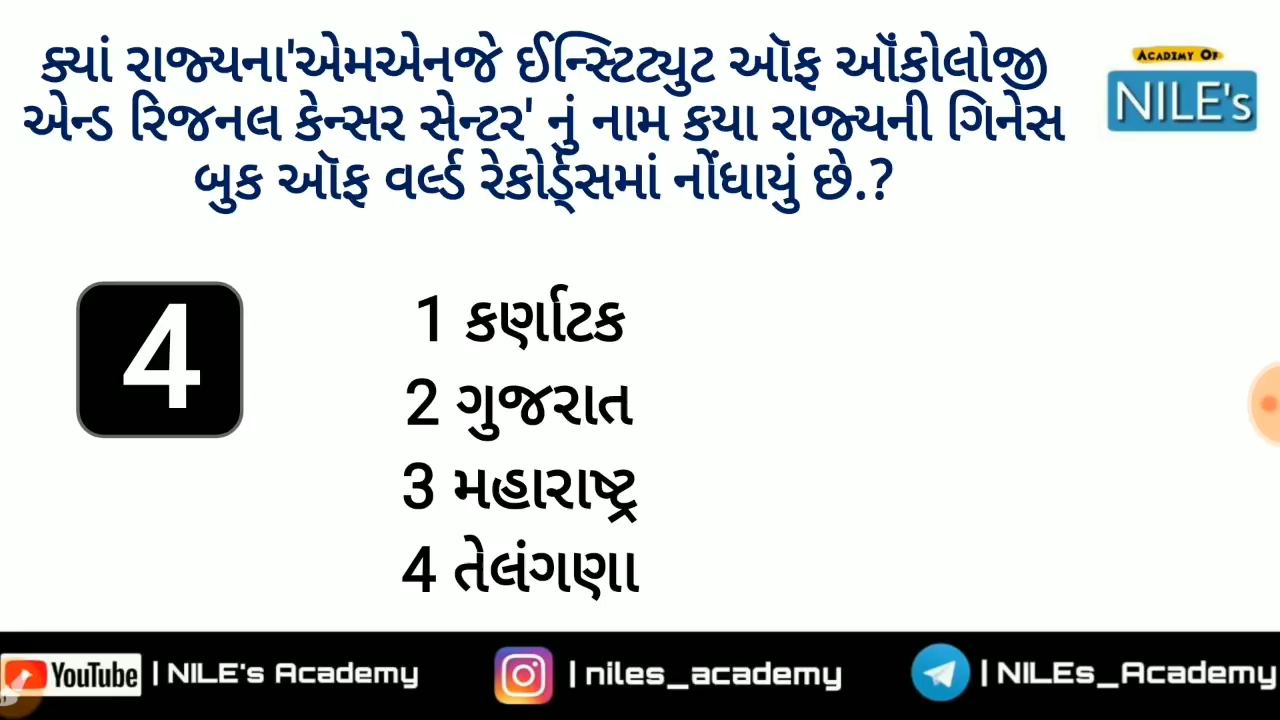 ક્યાં રાજ્યના'એમએનજે ઈન્સ્ટિટ્યુટ ઑફ ઑંકોલોજી
એન્ડ રિજનલ કેન્સર સેન્ટર' નું નામ કયા રાજ્યની ગિનેસ
બુક ઑફ વર્લ્ડ રેકોર્ડ્સમાં નોંધાયું છે.?
ACADEMY OF
NILE's
4
1 કર્ણાટક
2 ગુજરાત
3 મહારાષ્ટ્ર
4 તેલંગણા
YouTube | NILE's Academy
| niles_academy
| NILEs_Academy